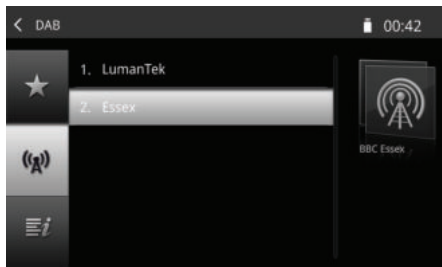 DAB
00:42
1. LumanTek
2. Essex
BBC Essex